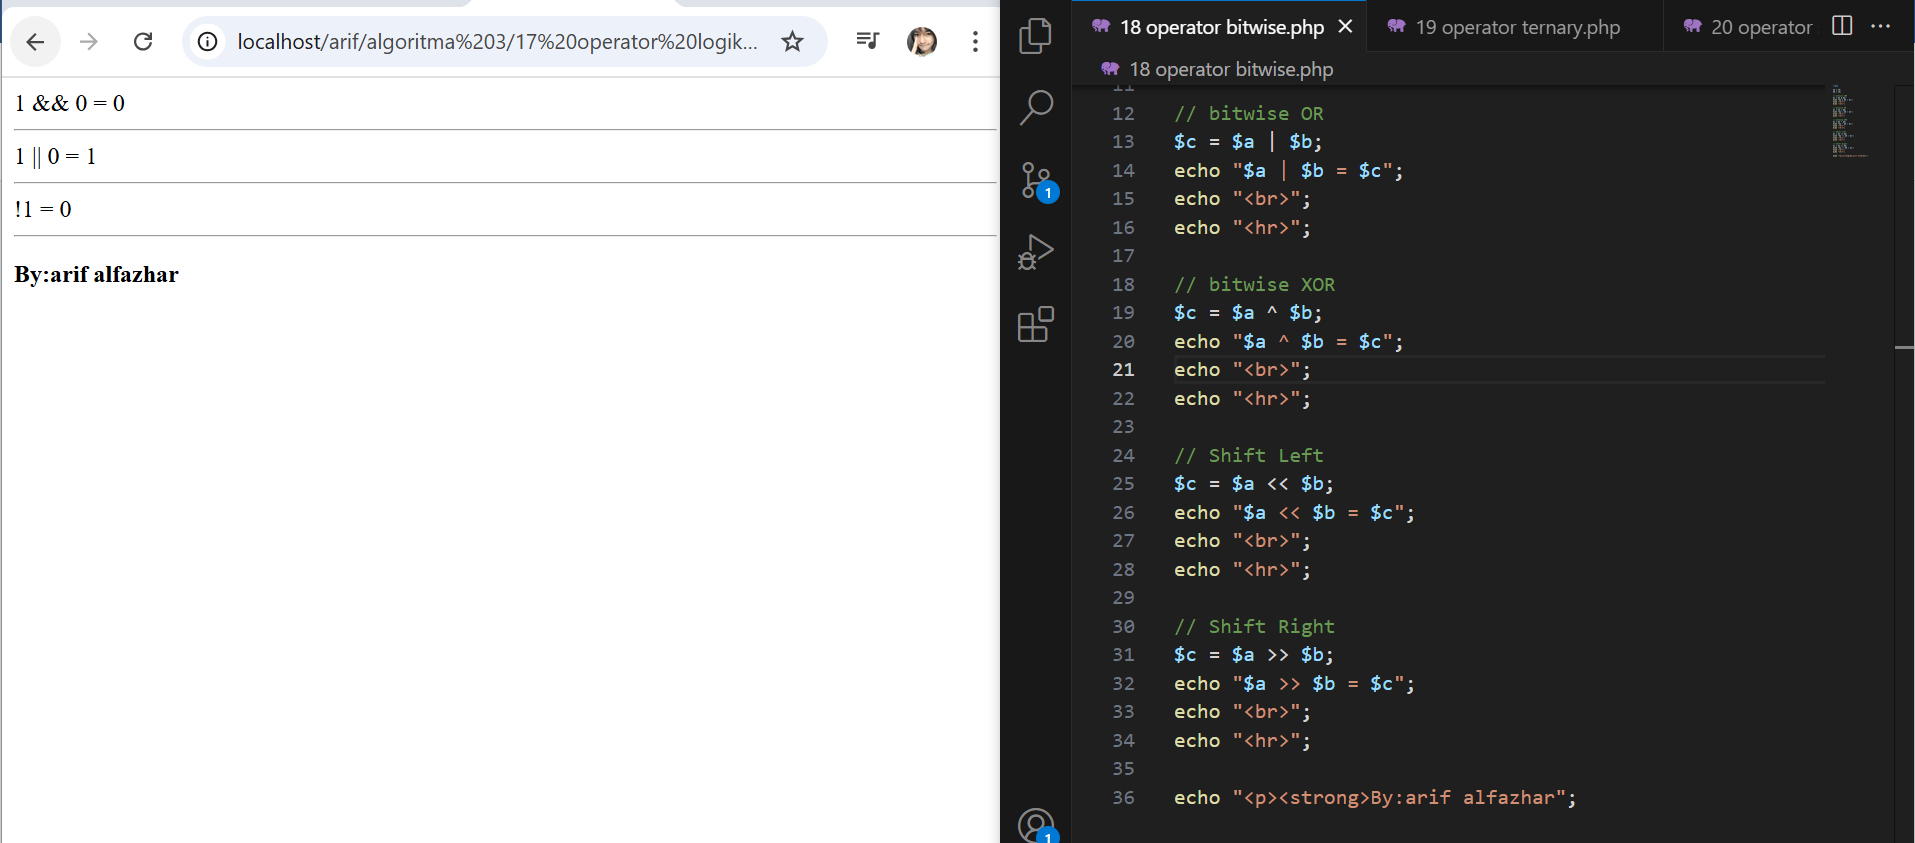 localhost/arif/algoritma%203/17%20operator%20logik...
1 && 0 = 0
1 || 0 = 1
!1 = 0
By:arif alfazhar
1
1
18 operator bitwise.php
19 operator ternary.php
20 operator
18 operator bitwise.php
11
12 // bitwise OR
13 $c = $a | $b;
14 echo "$a | $b = $c";
15 echo "<br>";
16 echo "<hr>";
17
18 // bitwise XOR
19 $c = $a ^ $b;
20 echo "$a ^ $b = $c";
21 echo "<br>";
22 echo "<hr>";
23
24 // Shift Left
25 $c = $a << $b;
26 echo "$a << $b = $c";
27 echo "<br>";
28 echo "<hr>";
29
30 // Shift Right
31 $c = $a >> $b;
32 echo "$a >> $b = $c";
33 echo "<br>";
34 echo "<hr>";
35
36 echo "<p><strong>By:arif alfazhar";